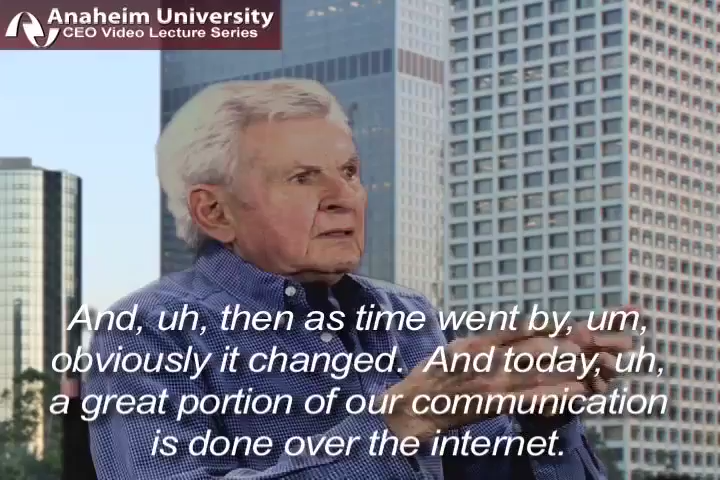 Anaheim University
CEO Video Lecture Series
And, uh, then as time went by, um,
obviously it changed.  And today, uh,
a great portion of our communication
is done over the internet.